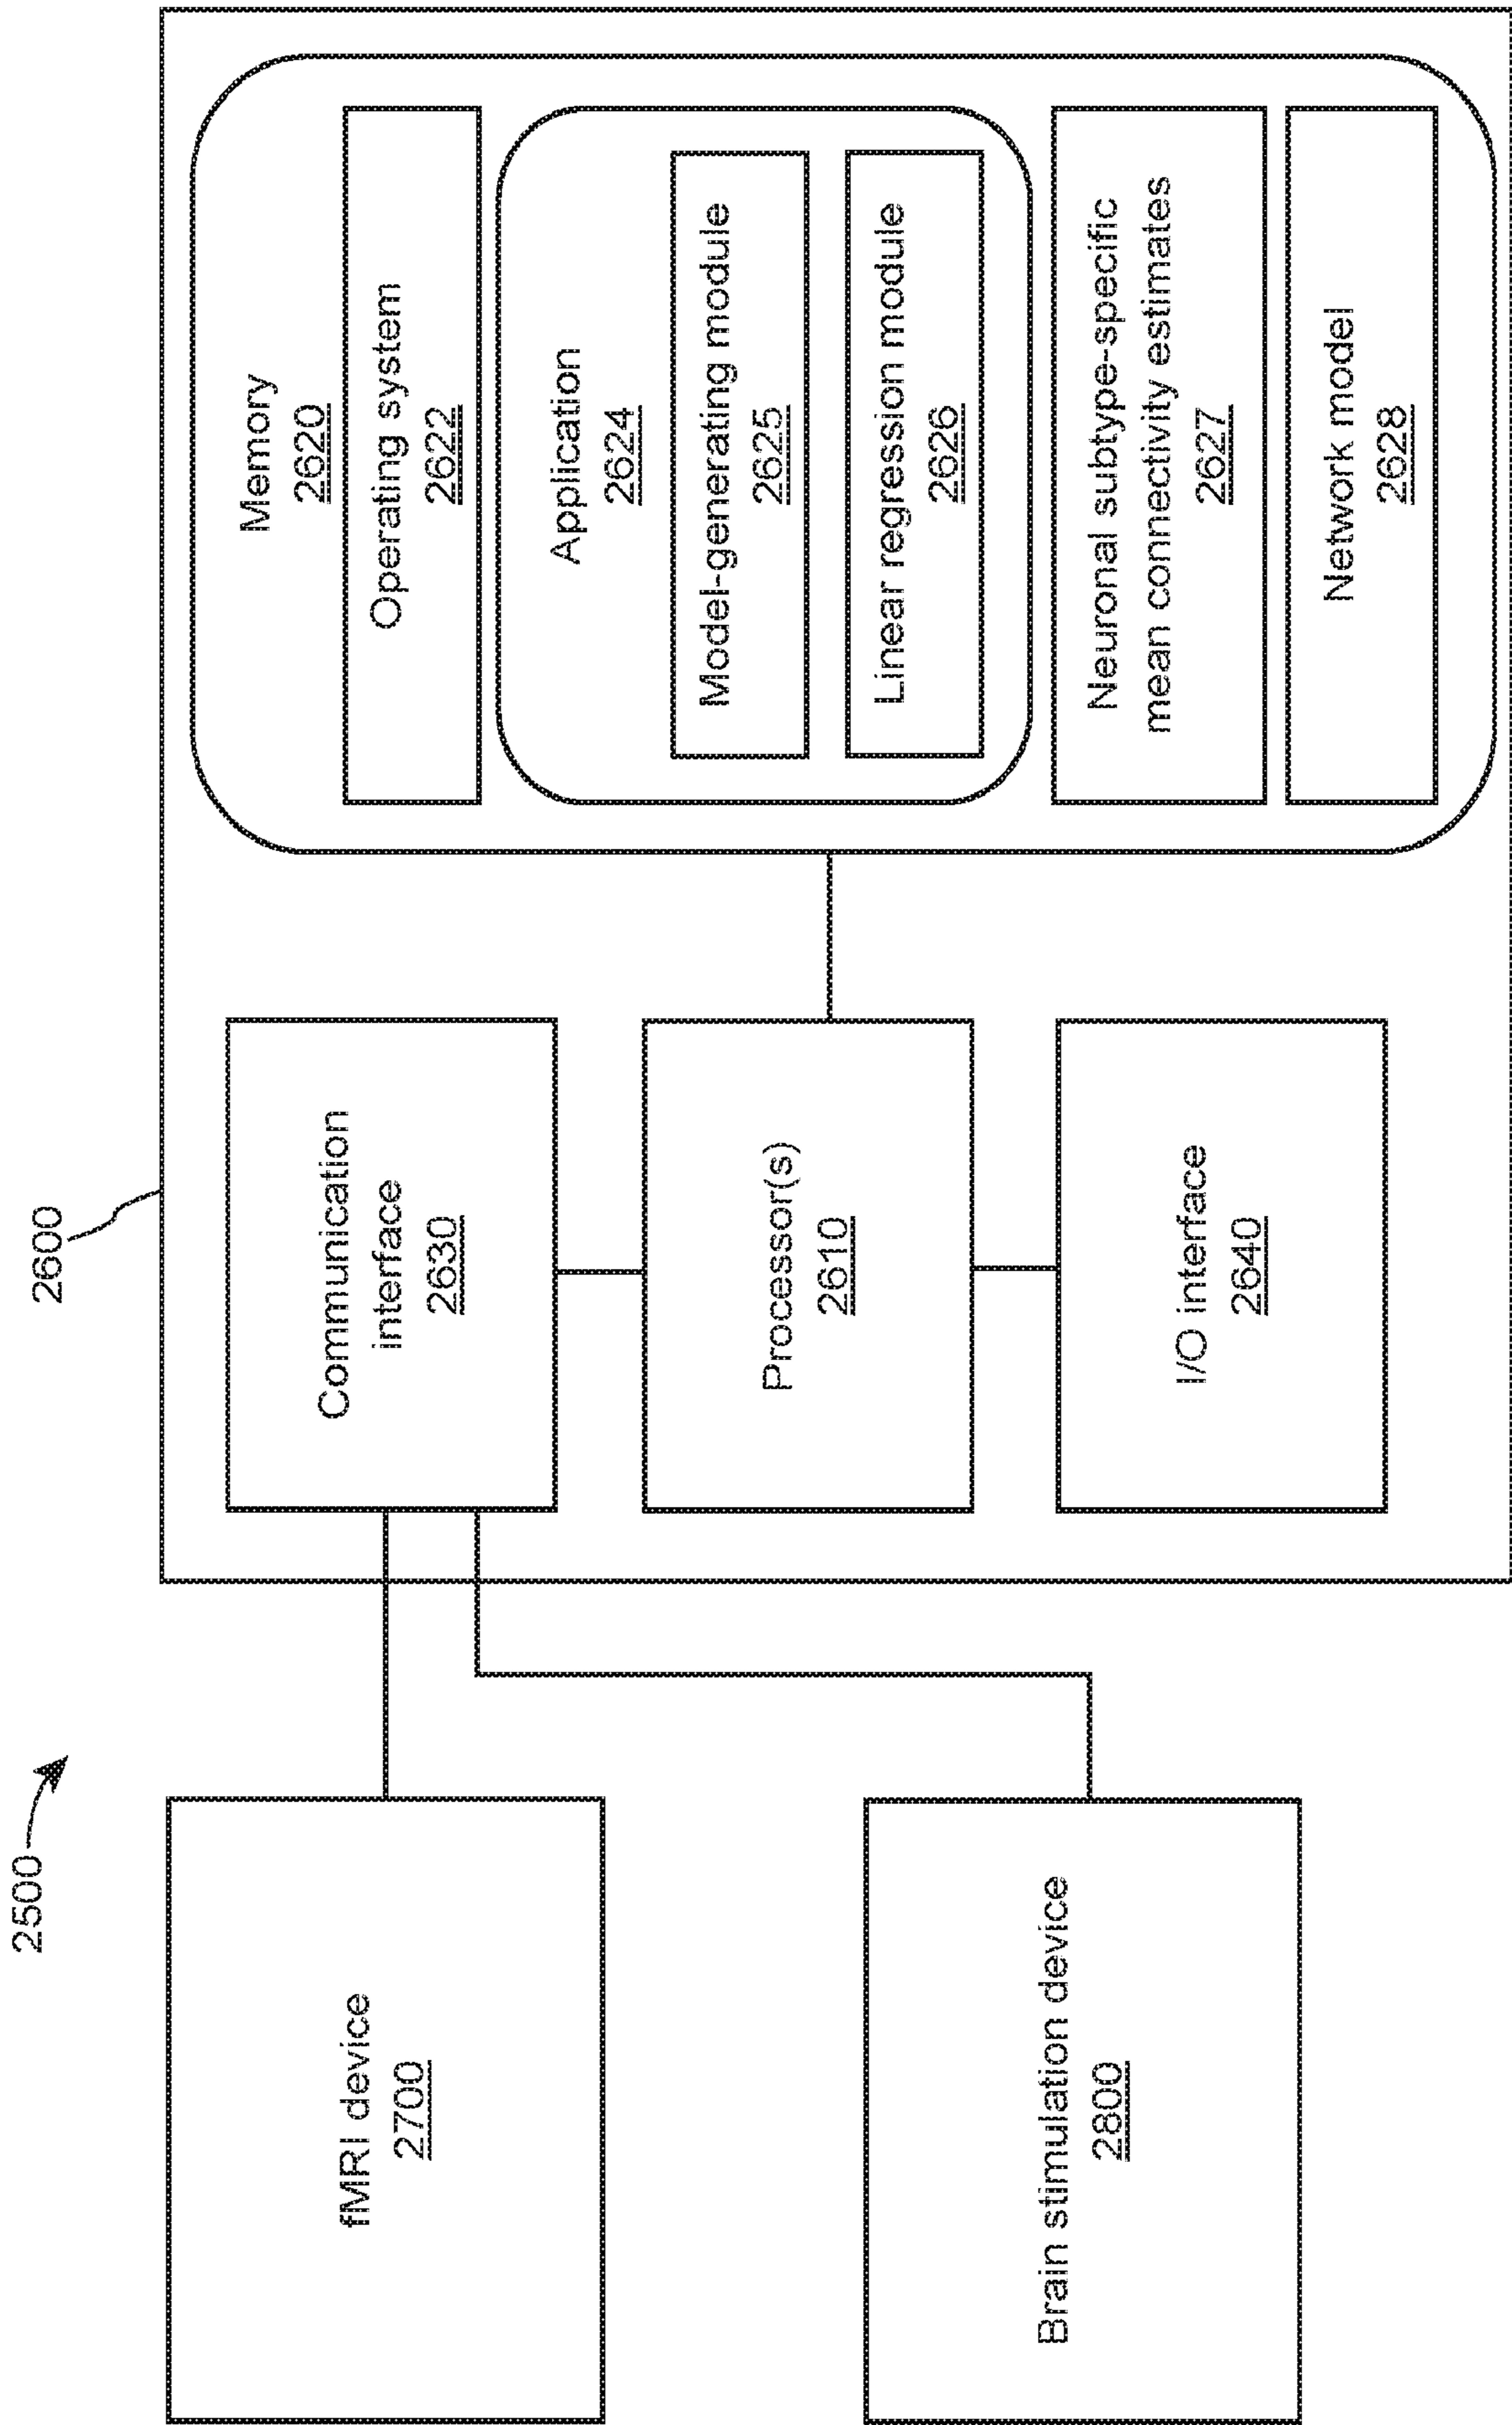 2500
2600
fMRI device
2700
Brain stimulation device
2800
Communication
interface
2630
Processor(s)
2610
I/O interface
2640
Memory
2620
Operating system
2622
Application
2624
Model-generating module
2625
Linear regression module
2626
Neuronal subtype-specific
mean connectivity estimates
2627
Network model
2628